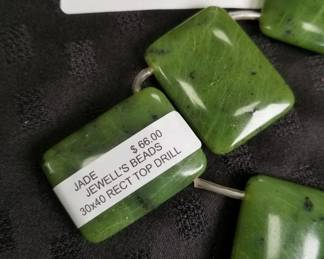 JADE $ 66.00
JEWELL'S BEADS
30x40 RECT TOP DRILL